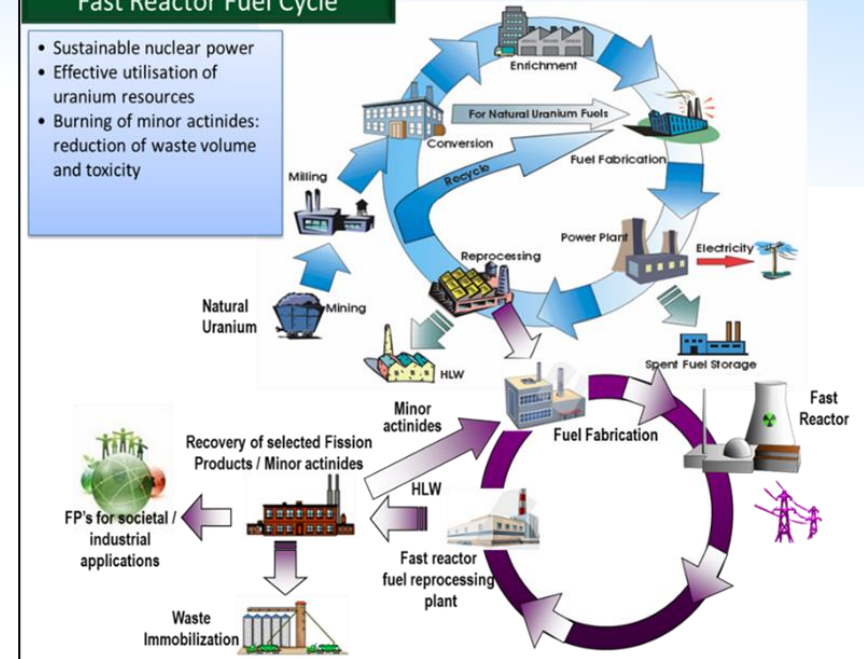 Fast Reactor Fuel Cycle
• Sustainable nuclear power
• Effective utilisation of
uranium resources
• Burning of minor actinides:
reduction of waste volume
and toxicity
Enrichment
For Natural Uranium Fuels
Conversion
Fuel Fabrication
Recycle
Milling
Power Plant
Electricity
Reprocessing
Natural
Uranium
Mining
HLW
Spent Fuel Storage
Minor
actinides
Fuel Fabrication
Fast
Reactor
Recovery of selected Fission
Products / Minor actinides
HLW
FP's for societal /
industrial
applications
Fast reactor
fuel reprocessing
plant
Waste
Immobilization